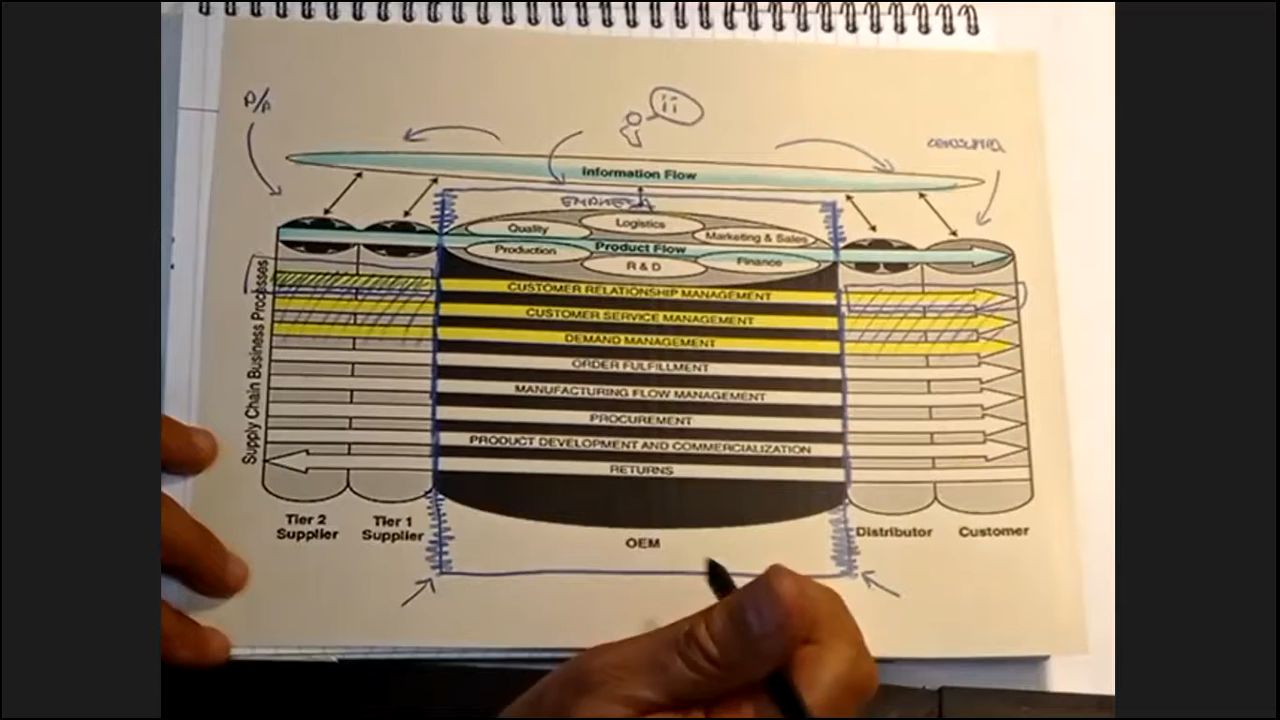 P/P
Information Flow
Logistics
Quality
Marketing & Sales
Product Flow
Production
Finance
R & D
Supply Chain Business Processes
CUSTOMER RELATIONSHIP MANAGEMENT
CUSTOMER SERVICE MANAGEMENT
DEMAND MANAGEMENT
ORDER FULFILLMENT
MANUFACTURING FLOW MANAGEMENT
PROCUREMENT
PRODUCT DEVELOPMENT AND COMMERCIALIZATION
RETURNS
Tier 2
Supplier
Tier 1
Supplier
OEM
Distributor
Customer